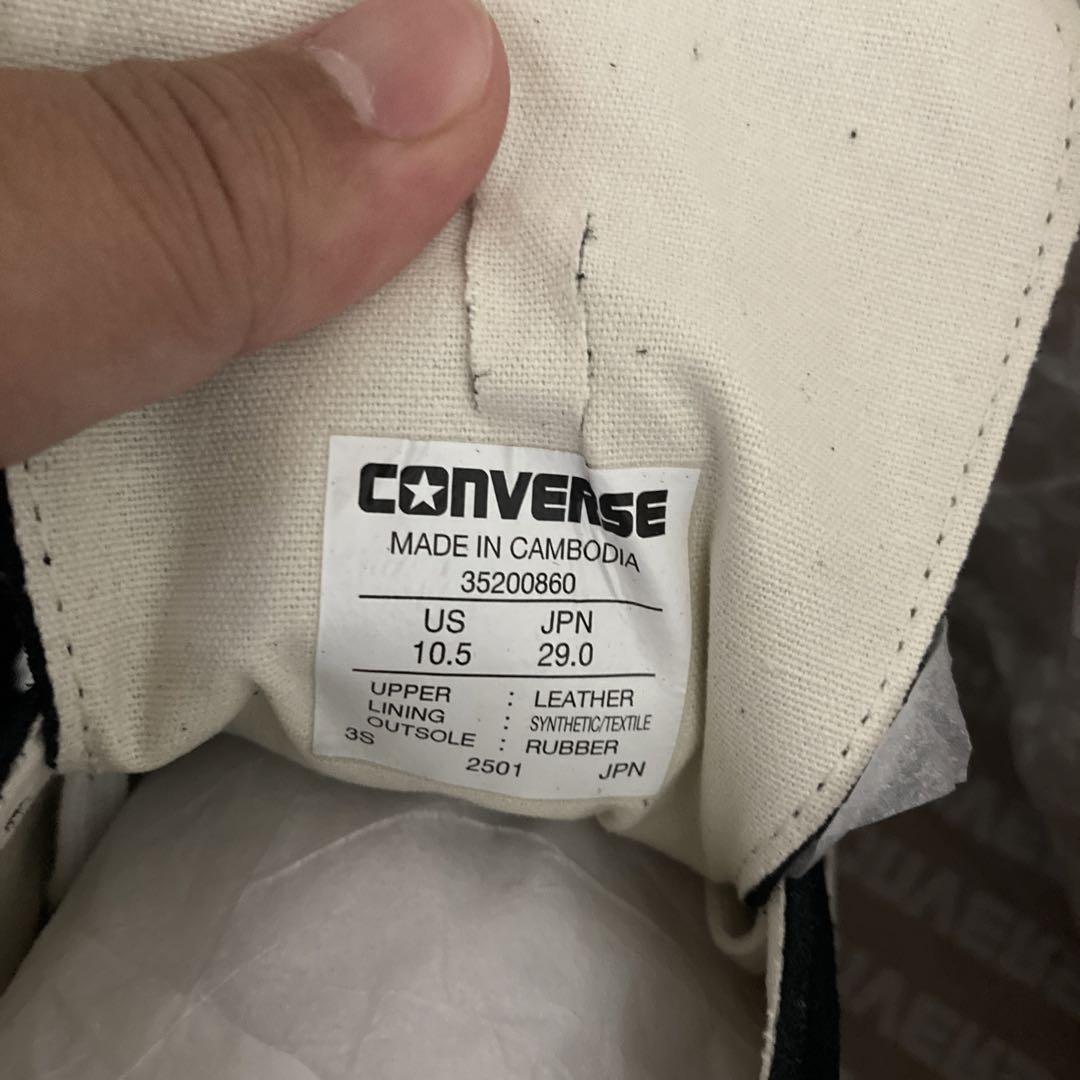 CONVERSE
MADE IN CAMBODIA
35200860
US JPN
10.5 29.0
UPPER : LEATHER
LINING : SYNTHETIC/TEXTILE
OUTSOLE : RUBBER
3S 2501 JPN